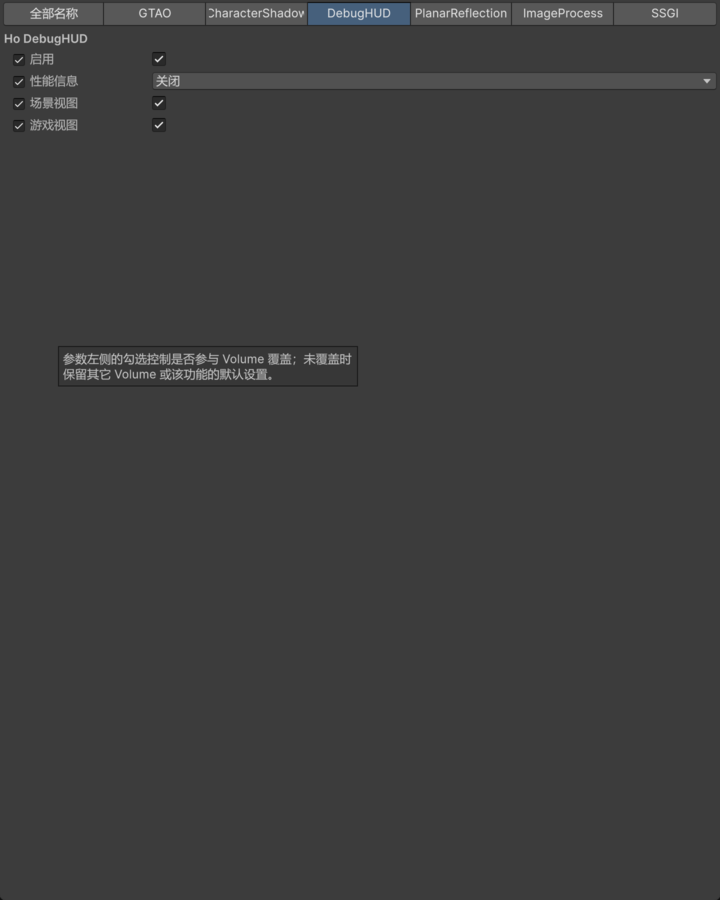 全部名称 GTAO CharacterShadow DebugHUD PlanarReflection ImageProcess SSGI
Ho DebugHUD
启用
性能信息 关闭
场景视图
游戏视图
参数左侧的勾选控制是否参与 Volume 覆盖；未覆盖时
保留其它 Volume 或该功能的默认设置。